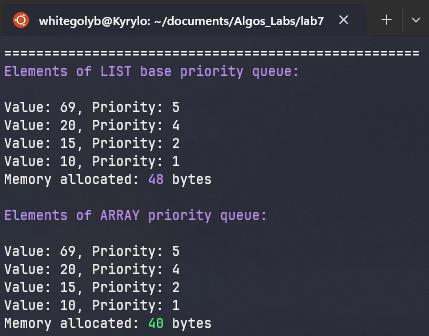 whitegolyb@Kyrylo: ~/documents/Algos_Labs/lab7
====================================================
Elements of LIST base priority queue:
Value: 69, Priority: 5
Value: 20, Priority: 4
Value: 15, Priority: 2
Value: 10, Priority: 1
Memory allocated: 48 bytes
Elements of ARRAY priority queue:
Value: 69, Priority: 5
Value: 20, Priority: 4
Value: 15, Priority: 2
Value: 10, Priority: 1
Memory allocated: 40 bytes